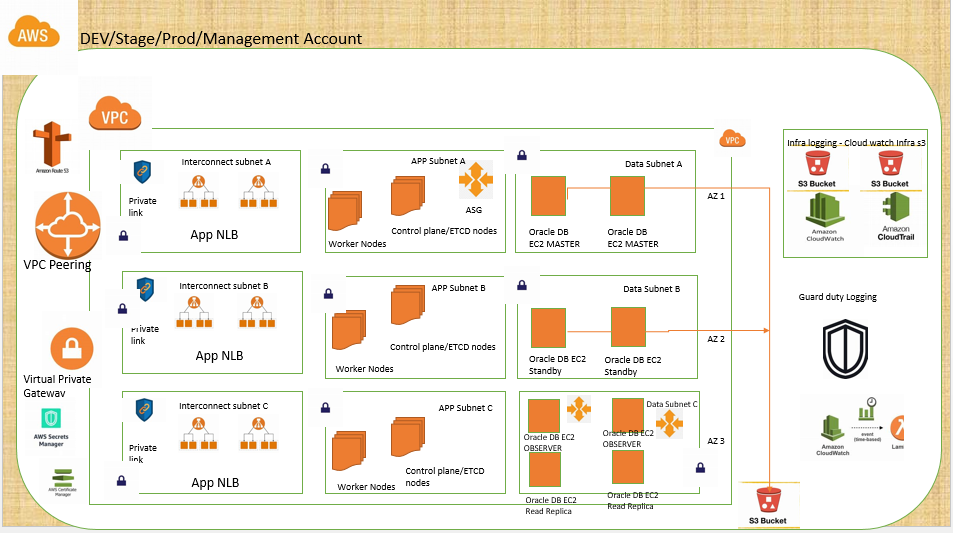 AWS
DEV/Stage/Prod/Management Account
VPC
VPC
Amazon Route 53
VPC Peering
Virtual Private
Gateway
AWS Secrets
Manager
AWS Certificate
Manager
Interconnect subnet A
Private
link
App NLB
APP Subnet A
ASG
Worker Nodes
Control plane/ETCD nodes
Data Subnet A
Oracle DB
EC2 MASTER
Oracle DB
EC2 MASTER
AZ 1
Interconnect subnet B
Private
link
App NLB
APP Subnet B
Control plane/ETCD nodes
Worker Nodes
Data Subnet B
Oracle DB EC2
Standby
Oracle DB EC2
Standby
AZ 2
Interconnect subnet C
Private
link
App NLB
APP Subnet C
Control plane/ETCD
nodes
Worker Nodes
Data Subnet C
Oracle DB EC2
OBSERVER
Oracle DB EC2
OBSERVER
Oracle DB EC2
Read Replica
Oracle DB EC2
Read Replica
AZ 3
Infra logging - Cloud watch Infra s3
S3 Bucket
S3 Bucket
Amazon
CloudWatch
Amazon
CloudTrail
Guard duty Logging
Amazon
CloudWatch
event
(time-based)
Lam
S3 Bucket